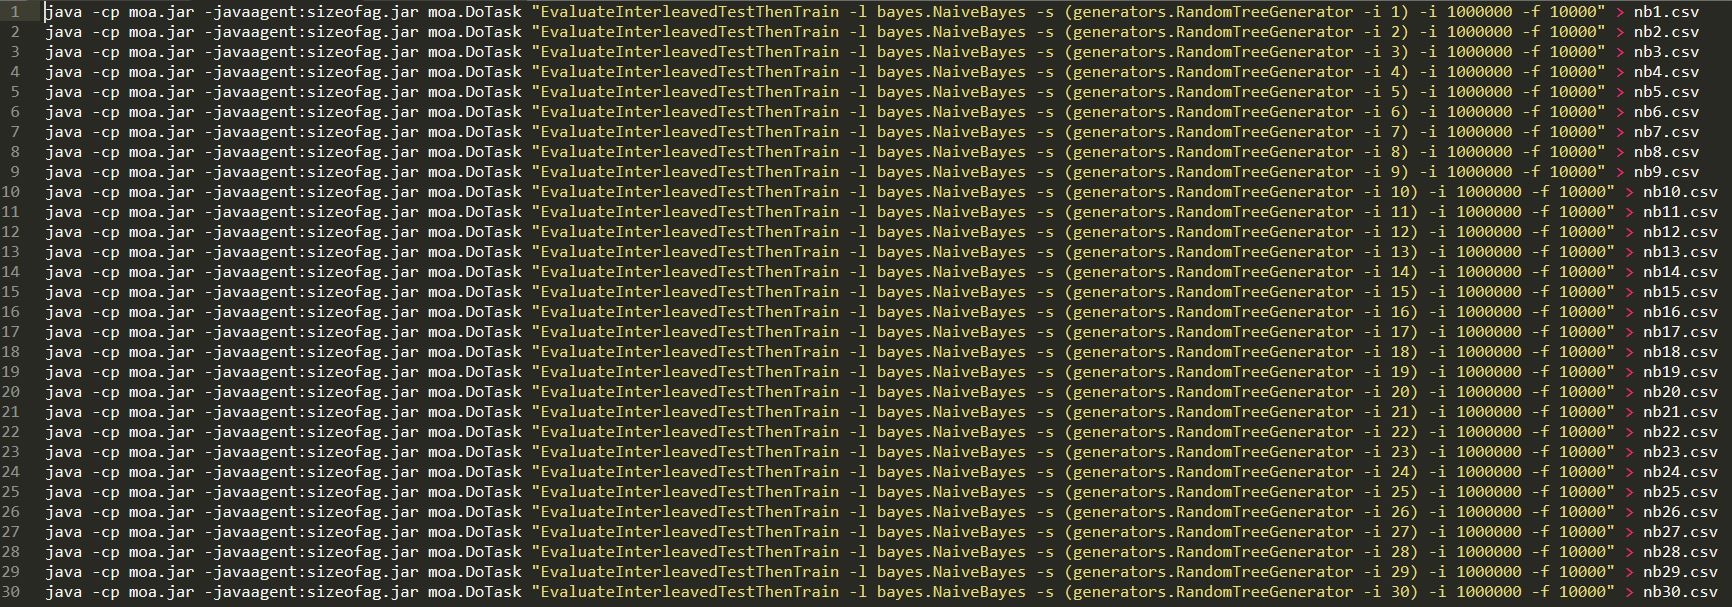 1 java -cp moa.jar -javaagent:sizeofag.jar moa.DoTask "EvaluateInterleavedTestThenTrain -l bayes.NaiveBayes -s (generators.RandomTreeGenerator -i 1) -i 1000000 -f 10000" > nb1.csv
2 java -cp moa.jar -javaagent:sizeofag.jar moa.DoTask "EvaluateInterleavedTestThenTrain -l bayes.NaiveBayes -s (generators.RandomTreeGenerator -i 2) -i 1000000 -f 10000" > nb2.csv
3 java -cp moa.jar -javaagent:sizeofag.jar moa.DoTask "EvaluateInterleavedTestThenTrain -l bayes.NaiveBayes -s (generators.RandomTreeGenerator -i 3) -i 1000000 -f 10000" > nb3.csv
4 java -cp moa.jar -javaagent:sizeofag.jar moa.DoTask "EvaluateInterleavedTestThenTrain -l bayes.NaiveBayes -s (generators.RandomTreeGenerator -i 4) -i 1000000 -f 10000" > nb4.csv
5 java -cp moa.jar -javaagent:sizeofag.jar moa.DoTask "EvaluateInterleavedTestThenTrain -l bayes.NaiveBayes -s (generators.RandomTreeGenerator -i 5) -i 1000000 -f 10000" > nb5.csv
6 java -cp moa.jar -javaagent:sizeofag.jar moa.DoTask "EvaluateInterleavedTestThenTrain -l bayes.NaiveBayes -s (generators.RandomTreeGenerator -i 6) -i 1000000 -f 10000" > nb6.csv
7 java -cp moa.jar -javaagent:sizeofag.jar moa.DoTask "EvaluateInterleavedTestThenTrain -l bayes.NaiveBayes -s (generators.RandomTreeGenerator -i 7) -i 1000000 -f 10000" > nb7.csv
8 java -cp moa.jar -javaagent:sizeofag.jar moa.DoTask "EvaluateInterleavedTestThenTrain -l bayes.NaiveBayes -s (generators.RandomTreeGenerator -i 8) -i 1000000 -f 10000" > nb8.csv
9 java -cp moa.jar -javaagent:sizeofag.jar moa.DoTask "EvaluateInterleavedTestThenTrain -l bayes.NaiveBayes -s (generators.RandomTreeGenerator -i 9) -i 1000000 -f 10000" > nb9.csv
10 java -cp moa.jar -javaagent:sizeofag.jar moa.DoTask "EvaluateInterleavedTestThenTrain -l bayes.NaiveBayes -s (generators.RandomTreeGenerator -i 10) -i 1000000 -f 10000" > nb10.csv
11 java -cp moa.jar -javaagent:sizeofag.jar moa.DoTask "EvaluateInterleavedTestThenTrain -l bayes.NaiveBayes -s (generators.RandomTreeGenerator -i 11) -i 1000000 -f 10000" > nb11.csv
12 java -cp moa.jar -javaagent:sizeofag.jar moa.DoTask "EvaluateInterleavedTestThenTrain -l bayes.NaiveBayes -s (generators.RandomTreeGenerator -i 12) -i 1000000 -f 10000" > nb12.csv
13 java -cp moa.jar -javaagent:sizeofag.jar moa.DoTask "EvaluateInterleavedTestThenTrain -l bayes.NaiveBayes -s (generators.RandomTreeGenerator -i 13) -i 1000000 -f 10000" > nb13.csv
14 java -cp moa.jar -javaagent:sizeofag.jar moa.DoTask "EvaluateInterleavedTestThenTrain -l bayes.NaiveBayes -s (generators.RandomTreeGenerator -i 14) -i 1000000 -f 10000" > nb14.csv
15 java -cp moa.jar -javaagent:sizeofag.jar moa.DoTask "EvaluateInterleavedTestThenTrain -l bayes.NaiveBayes -s (generators.RandomTreeGenerator -i 15) -i 1000000 -f 10000" > nb15.csv
16 java -cp moa.jar -javaagent:sizeofag.jar moa.DoTask "EvaluateInterleavedTestThenTrain -l bayes.NaiveBayes -s (generators.RandomTreeGenerator -i 16) -i 1000000 -f 10000" > nb16.csv
17 java -cp moa.jar -javaagent:sizeofag.jar moa.DoTask "EvaluateInterleavedTestThenTrain -l bayes.NaiveBayes -s (generators.RandomTreeGenerator -i 17) -i 1000000 -f 10000" > nb17.csv
18 java -cp moa.jar -javaagent:sizeofag.jar moa.DoTask "EvaluateInterleavedTestThenTrain -l bayes.NaiveBayes -s (generators.RandomTreeGenerator -i 18) -i 1000000 -f 10000" > nb18.csv
19 java -cp moa.jar -javaagent:sizeofag.jar moa.DoTask "EvaluateInterleavedTestThenTrain -l bayes.NaiveBayes -s (generators.RandomTreeGenerator -i 19) -i 1000000 -f 10000" > nb19.csv
20 java -cp moa.jar -javaagent:sizeofag.jar moa.DoTask "EvaluateInterleavedTestThenTrain -l bayes.NaiveBayes -s (generators.RandomTreeGenerator -i 20) -i 1000000 -f 10000" > nb20.csv
21 java -cp moa.jar -javaagent:sizeofag.jar moa.DoTask "EvaluateInterleavedTestThenTrain -l bayes.NaiveBayes -s (generators.RandomTreeGenerator -i 21) -i 1000000 -f 10000" > nb21.csv
22 java -cp moa.jar -javaagent:sizeofag.jar moa.DoTask "EvaluateInterleavedTestThenTrain -l bayes.NaiveBayes -s (generators.RandomTreeGenerator -i 22) -i 1000000 -f 10000" > nb22.csv
23 java -cp moa.jar -javaagent:sizeofag.jar moa.DoTask "EvaluateInterleavedTestThenTrain -l bayes.NaiveBayes -s (generators.RandomTreeGenerator -i 23) -i 1000000 -f 10000" > nb23.csv
24 java -cp moa.jar -javaagent:sizeofag.jar moa.DoTask "EvaluateInterleavedTestThenTrain -l bayes.NaiveBayes -s (generators.RandomTreeGenerator -i 24) -i 1000000 -f 10000" > nb24.csv
25 java -cp moa.jar -javaagent:sizeofag.jar moa.DoTask "EvaluateInterleavedTestThenTrain -l bayes.NaiveBayes -s (generators.RandomTreeGenerator -i 25) -i 1000000 -f 10000" > nb25.csv
26 java -cp moa.jar -javaagent:sizeofag.jar moa.DoTask "EvaluateInterleavedTestThenTrain -l bayes.NaiveBayes -s (generators.RandomTreeGenerator -i 26) -i 1000000 -f 10000" > nb26.csv
27 java -cp moa.jar -javaagent:sizeofag.jar moa.DoTask "EvaluateInterleavedTestThenTrain -l bayes.NaiveBayes -s (generators.RandomTreeGenerator -i 27) -i 1000000 -f 10000" > nb27.csv
28 java -cp moa.jar -javaagent:sizeofag.jar moa.DoTask "EvaluateInterleavedTestThenTrain -l bayes.NaiveBayes -s (generators.RandomTreeGenerator -i 28) -i 1000000 -f 10000" > nb28.csv
29 java -cp moa.jar -javaagent:sizeofag.jar moa.DoTask "EvaluateInterleavedTestThenTrain -l bayes.NaiveBayes -s (generators.RandomTreeGenerator -i 29) -i 1000000 -f 10000" > nb29.csv
30 java -cp moa.jar -javaagent:sizeofag.jar moa.DoTask "EvaluateInterleavedTestThenTrain -l bayes.NaiveBayes -s (generators.RandomTreeGenerator -i 30) -i 1000000 -f 10000" > nb30.csv